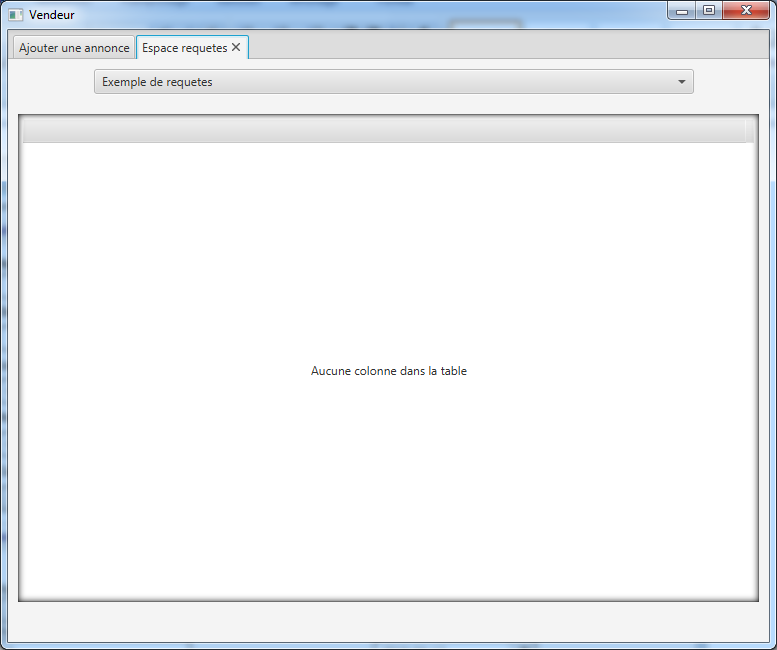 Vendeur
Ajouter une annonce
Espace requetes
Exemple de requetes
Aucune colonne dans la table